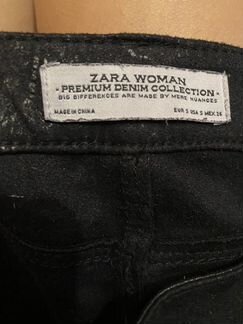 ZARA WOMAN
- PREMIUM DENIM COLLECTION -
BIG DIFFERENCES ARE MADE BY MERE NUANCES
MADE IN CHINA EUR S USA S MEX 26